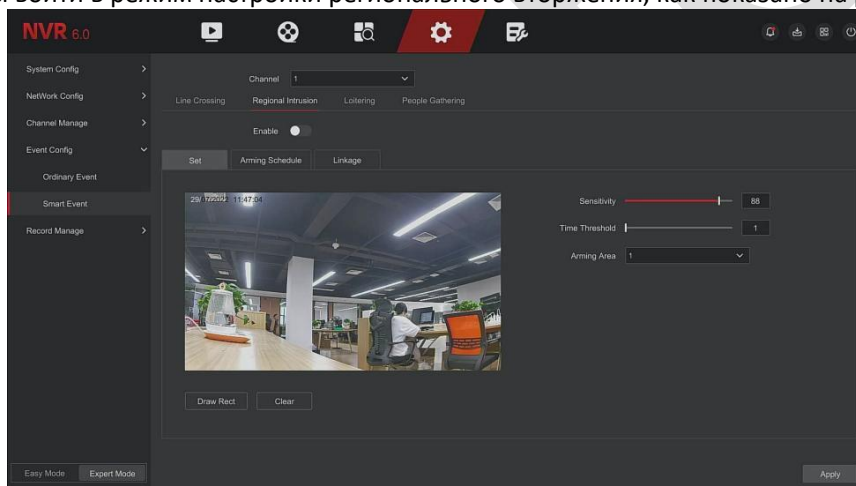 войти в режим настройки регионального вторжения, как показано на
NVR 6.0
System Config
NetWork Config
Channel Manage
Event Config
Ordinary Event
Smart Event
Record Manage
Channel 1
Line Crossing Regional Intrusion Loitering People Gathering
Enable
Set Arming Schedule Linkage
29/07/2022 11:47:04
Sensitivity 88
Time Threshold 1
Arming Area 1
Draw Rect Clear
Easy Mode Expert Mode
Apply